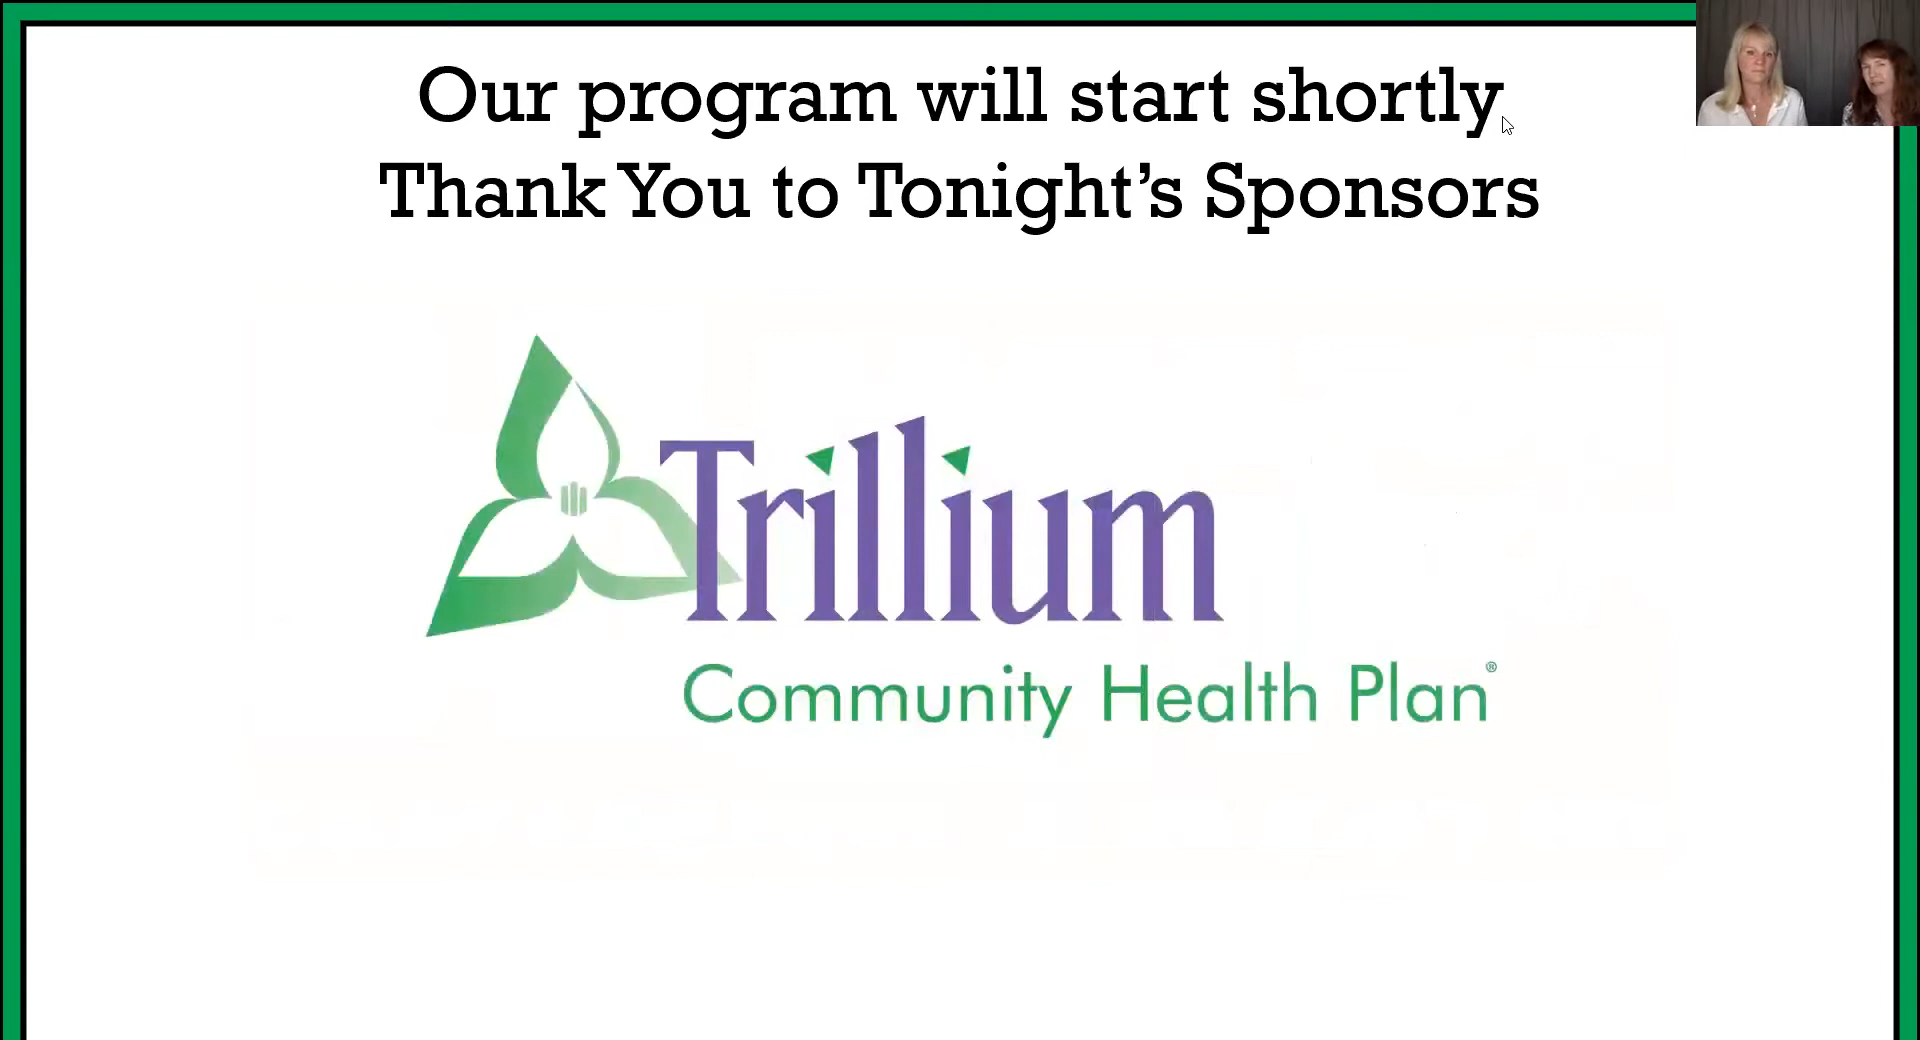 Our program will start shortly
Thank You to Tonight’s Sponsors
Trillium
Community Health Plan®